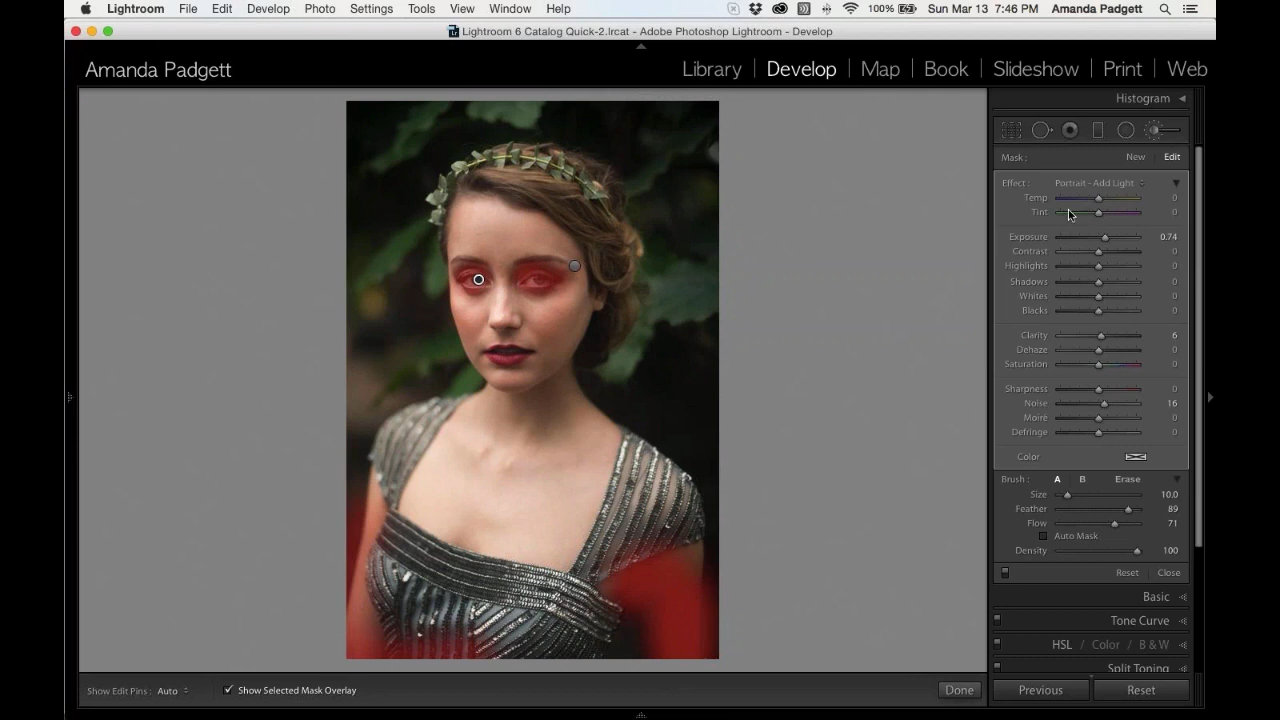 Lightroom File Edit Develop Photo Settings Tools View Window Help 100% Sun Mar 13 7:46 PM Amanda Padgett
Lightroom 6 Catalog Quick-2.lrcat - Adobe Photoshop Lightroom - Develop
Amanda Padgett Library Develop Map Book Slideshow Print Web
Histogram
Mask : New Edit
Effect : Portrait - Add Light
Temp 0
Tint 0
Exposure 0.74
Contrast 0
Highlights 0
Shadows 0
Whites 0
Blacks 0
Clarity 6
Dehaze 0
Saturation 0
Sharpness 0
Noise 16
Moiré 0
Defringe 0
Color
Brush : A B Erase
Size 10.0
Feather 89
Flow 71
Auto Mask
Density 100
Reset Close
Basic
Tone Curve
HSL / Color / B & W
Split Toning
Show Edit Pins : Auto Show Selected Mask Overlay Done Previous Reset